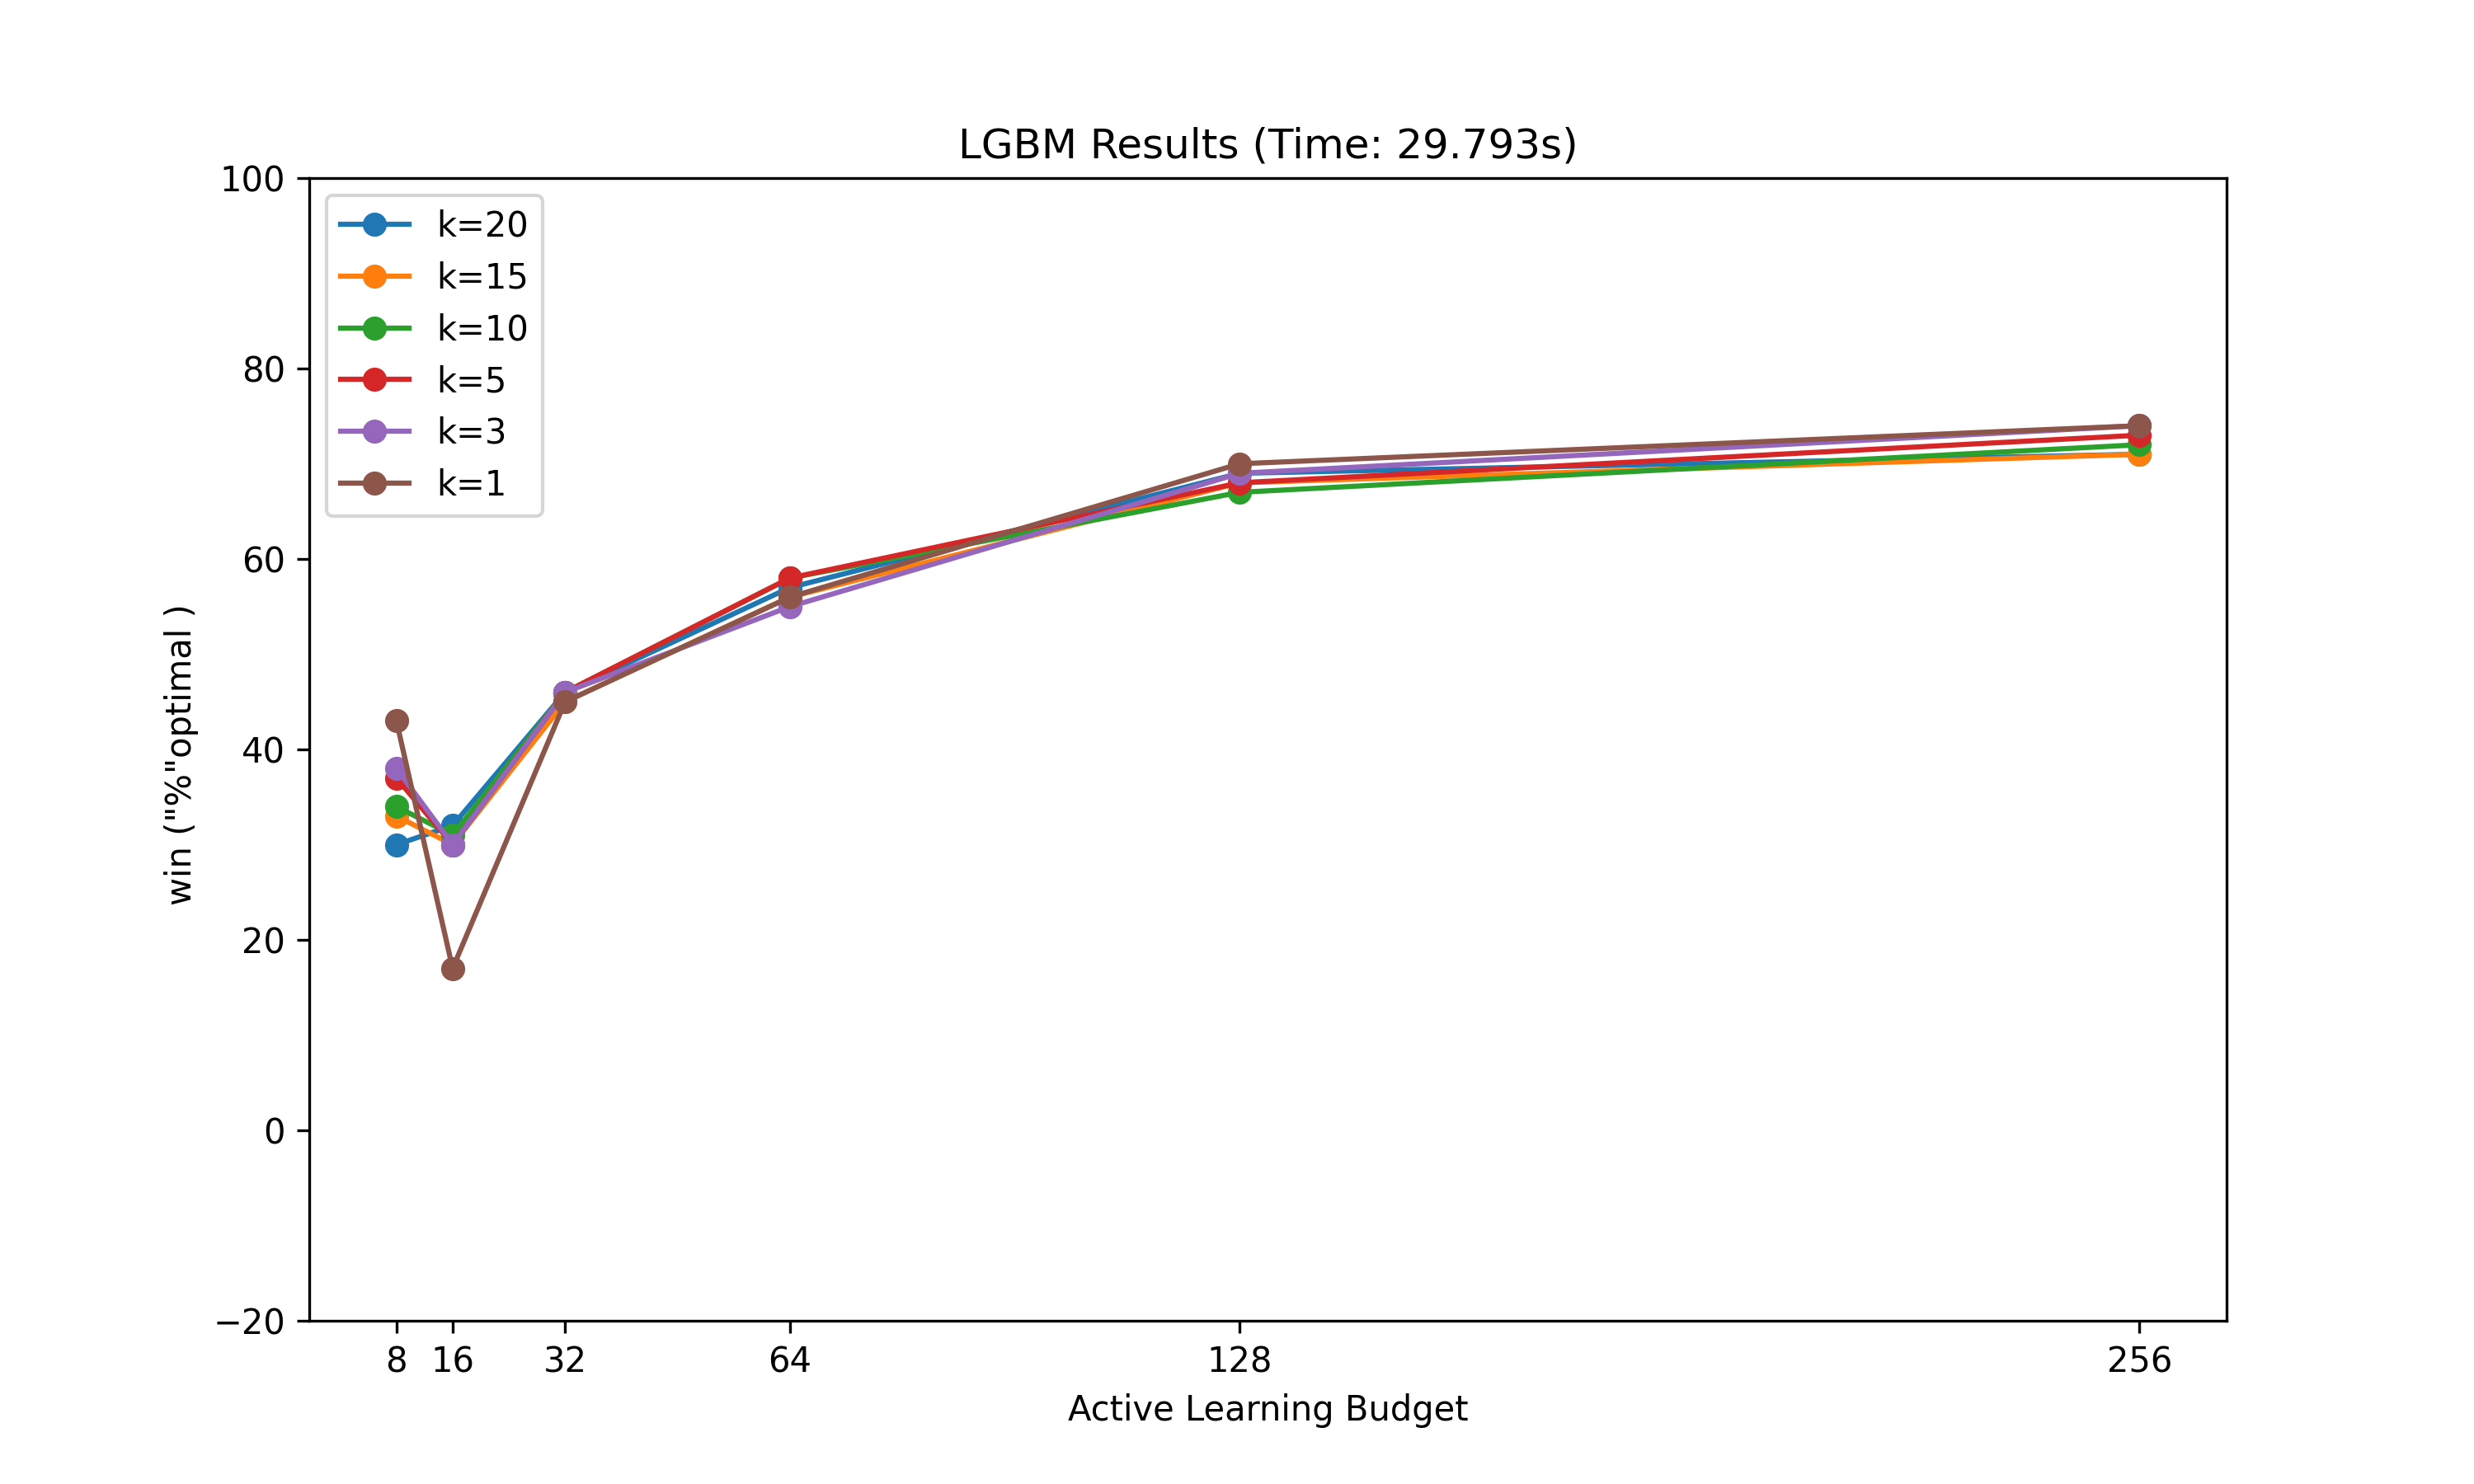 LGBM Results (Time: 29.793s)
100
80
60
40
20
0
−20
win ("%"optimal )
k=20
k=15
k=10
k=5
k=3
k=1
8 16 32 64 128 256
Active Learning Budget